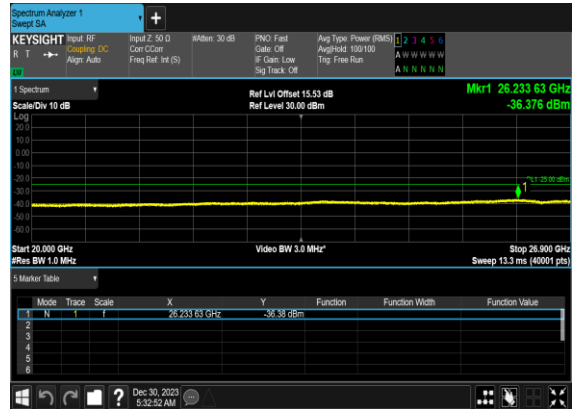 Spectrum Analyzer 1
Swept SA
+
KEYSIGHT Input: RF Input Z: 50 Ω #Atten: 30 dB PNO: Fast Avg Type: Power (RMS) 1 2 3 4 5 6
R T Coupling: DC Corr CCorr Gate: Off Avg|Hold: 100/100 A W W W W W
Align: Auto Freq Ref: Int (S) IF Gain: Low Trig: Free Run A N N N N N
Sig Track: Off
1 Spectrum Ref Lvl Offset 15.53 dB Mkr1 26.233 63 GHz
Scale/Div 10 dB Ref Level 30.00 dBm -36.376 dBm
Log
20.0
10.0
0.00
-10.0
-20.0
DL1 -25.00 dBm
-30.0
1
-40.0
-50.0
-60.0
Start 20.000 GHz Video BW 3.0 MHz* Stop 26.900 GHz
#Res BW 1.0 MHz Sweep 13.3 ms (40001 pts)
5 Marker Table
Mode Trace Scale X Y Function Function Width Function Value
1 N 1 f 26.233 63 GHz -36.38 dBm
2
3
4
5
6
? Dec 30, 2023
5:32:52 AM